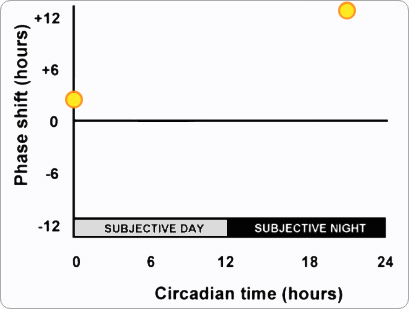 Phase shift (hours)
+12
+6
0
-6
-12
SUBJECTIVE DAY
SUBJECTIVE NIGHT
0
6
12
18
24
Circadian time (hours)